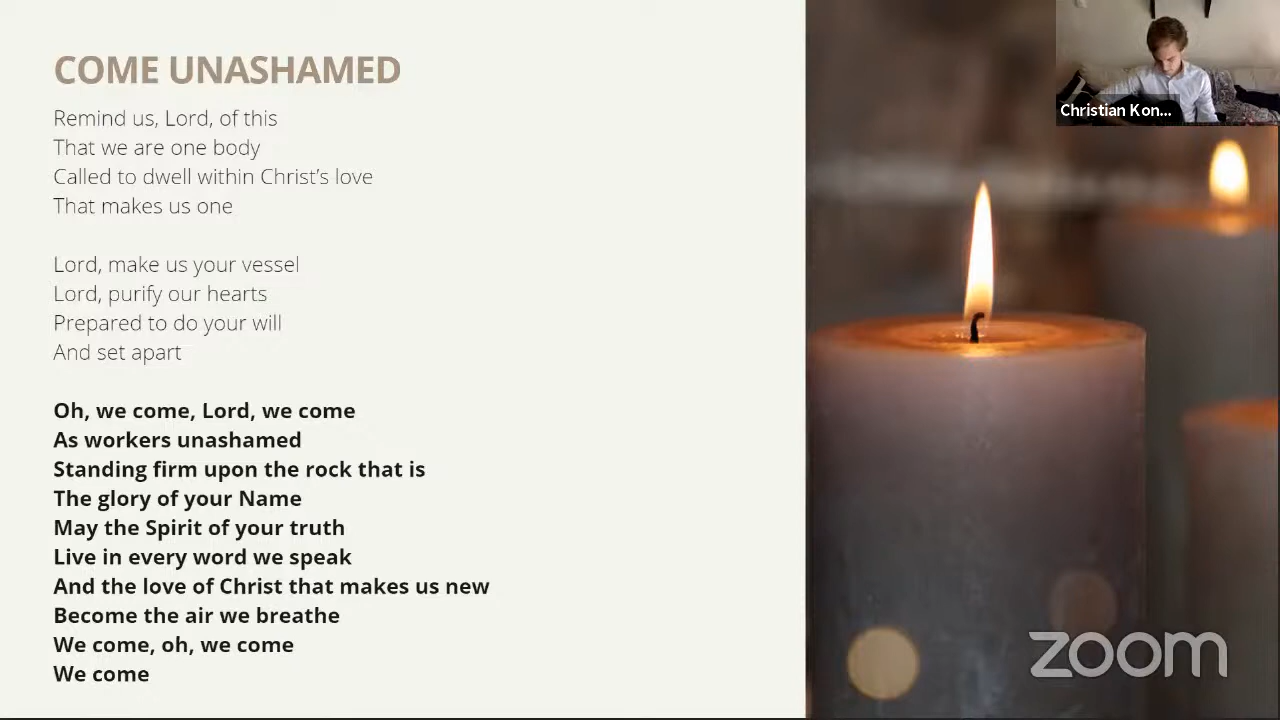 COME UNASHAMED
Remind us, Lord, of this
That we are one body
Called to dwell within Christ's love
That makes us one
Lord, make us your vessel
Lord, purify our hearts
Prepared to do your will
And set apart
Oh, we come, Lord, we come
As workers unashamed
Standing firm upon the rock that is
The glory of your Name
May the Spirit of your truth
Live in every word we speak
And the love of Christ that makes us new
Become the air we breathe
We come, oh, we come
We come
Christian Kon...
zoom